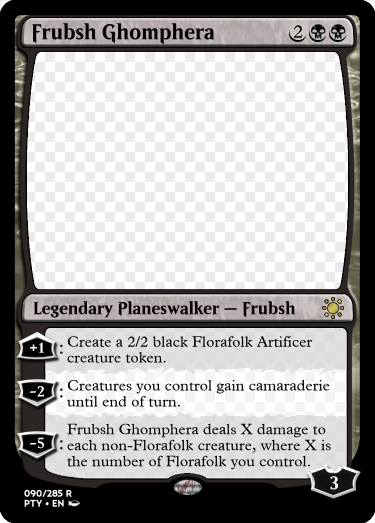 Frubsh Ghomphera 2
Legendary Planeswalker — Frubsh
+1: Create a 2/2 black Florafolk Artificer
creature token.
-2: Creatures you control gain camaraderie
until end of turn.
Frubsh Ghomphera deals X damage to
-5: each non-Florafolk creature, where X is
the number of Florafolk you control.
3
090/285 R
PTY • EN